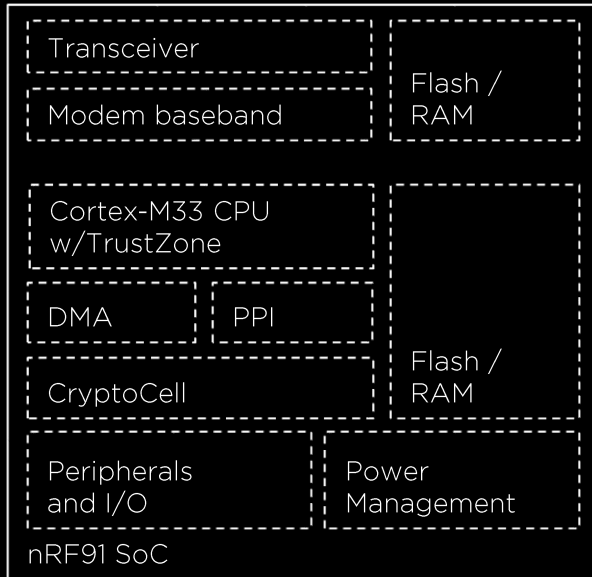 Transceiver
Flash /
RAM
Modem baseband
Cortex-M33 CPU
w/TrustZone
DMA
PPI
Flash /
RAM
CryptoCell
Peripherals
and I/O
Power
Management
nRF91 SoC